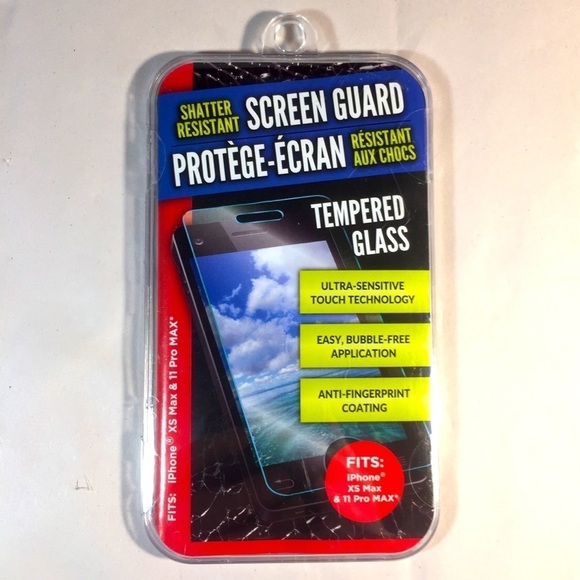 SHATTER
RESISTANT
SCREEN GUARD
PROTÈGE-ÉCRAN
RÉSISTANT
AUX CHOCS
TEMPERED
GLASS
ULTRA-SENSITIVE
TOUCH TECHNOLOGY
EASY, BUBBLE-FREE
APPLICATION
ANTI-FINGERPRINT
COATING
FITS:
iPhone®
XS Max
& 11 Pro MAX®
FITS: iPhone® XS Max & 11 Pro MAX®